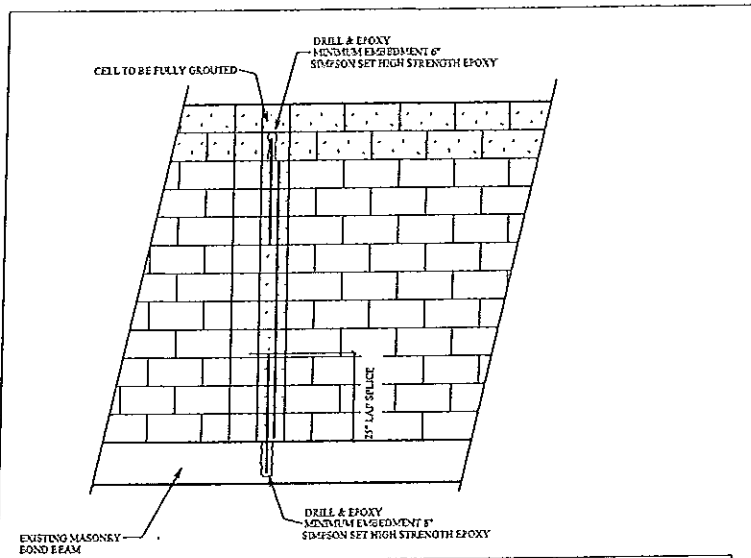 DRILL & EPOXY
MINIMUM EMBEDMENT 6"
SIMPSON SET HIGH STRENGTH EPOXY
CELL TO BE FULLY GROUTED
25" LAP SPLICE
DRILL & EPOXY
MINIMUM EMBEDMENT 8"
SIMPSON SET HIGH STRENGTH EPOXY
EXISTING MASONRY
BOND BEAM